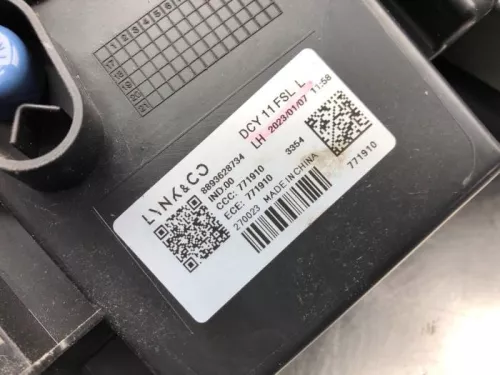 LYNK&CO
DCY 11 FSL L
LH 2023/01/07 11:58
8893628734
IND.00
CCC: 771910
ECE: 771910
3354
270023 MADE IN CHINA
771910